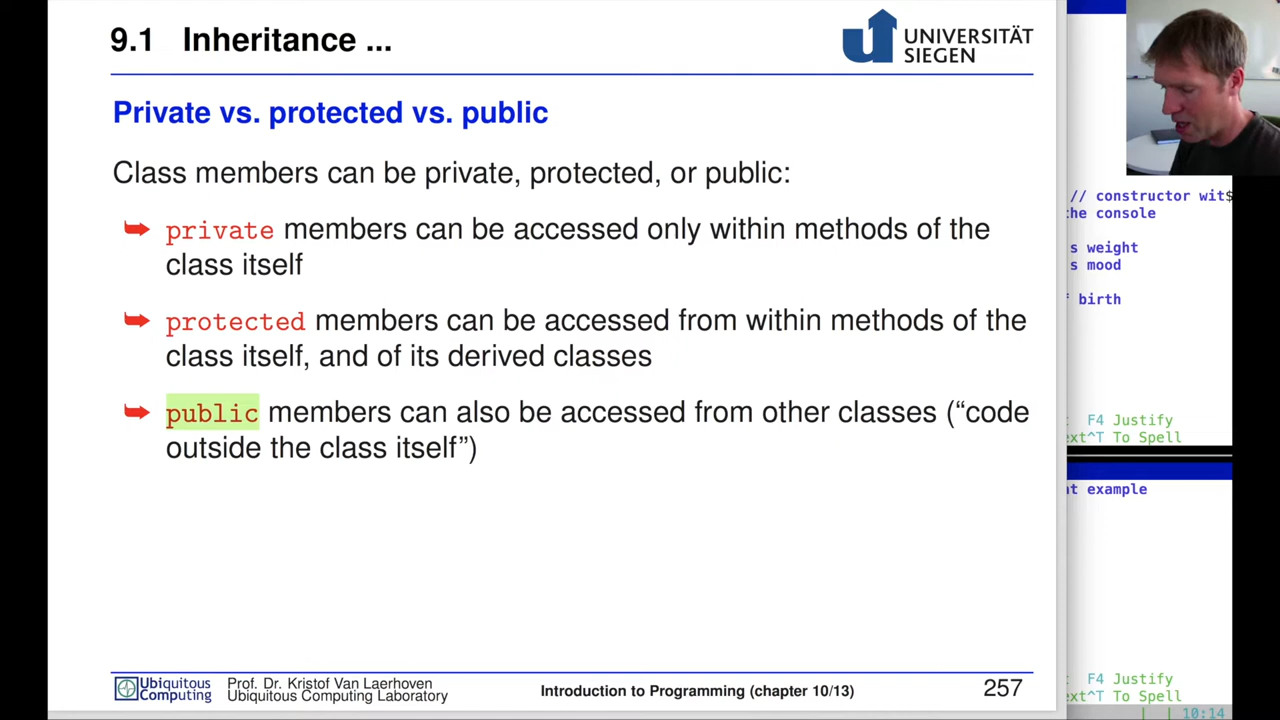 9.1 Inheritance ...
UNIVERSITÄT
SIEGEN
Private vs. protected vs. public
Class members can be private, protected, or public:
private members can be accessed only within methods of the
class itself
protected members can be accessed from within methods of the
class itself, and of its derived classes
public members can also be accessed from other classes (“code
outside the class itself”)
Ubiquitous
Computing
Prof. Dr. Kristof Van Laerhoven
Ubiquitous Computing Laboratory
Introduction to Programming (chapter 10/13)
257
// constructor wit$
the console
s weight
s mood
f birth
F4 Justify
ext^T To Spell
nt example
F4 Justify
ext^T To Spell
10:14